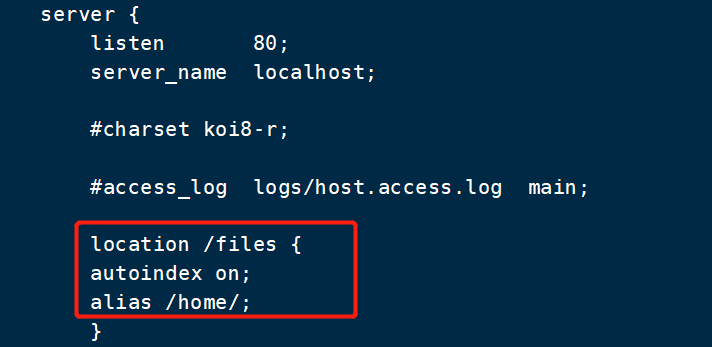 server {
listen 80;
server_name localhost;
#charset koi8-r;
#access_log logs/host.access.log main;
location /files {
autoindex on;
alias /home/;
}